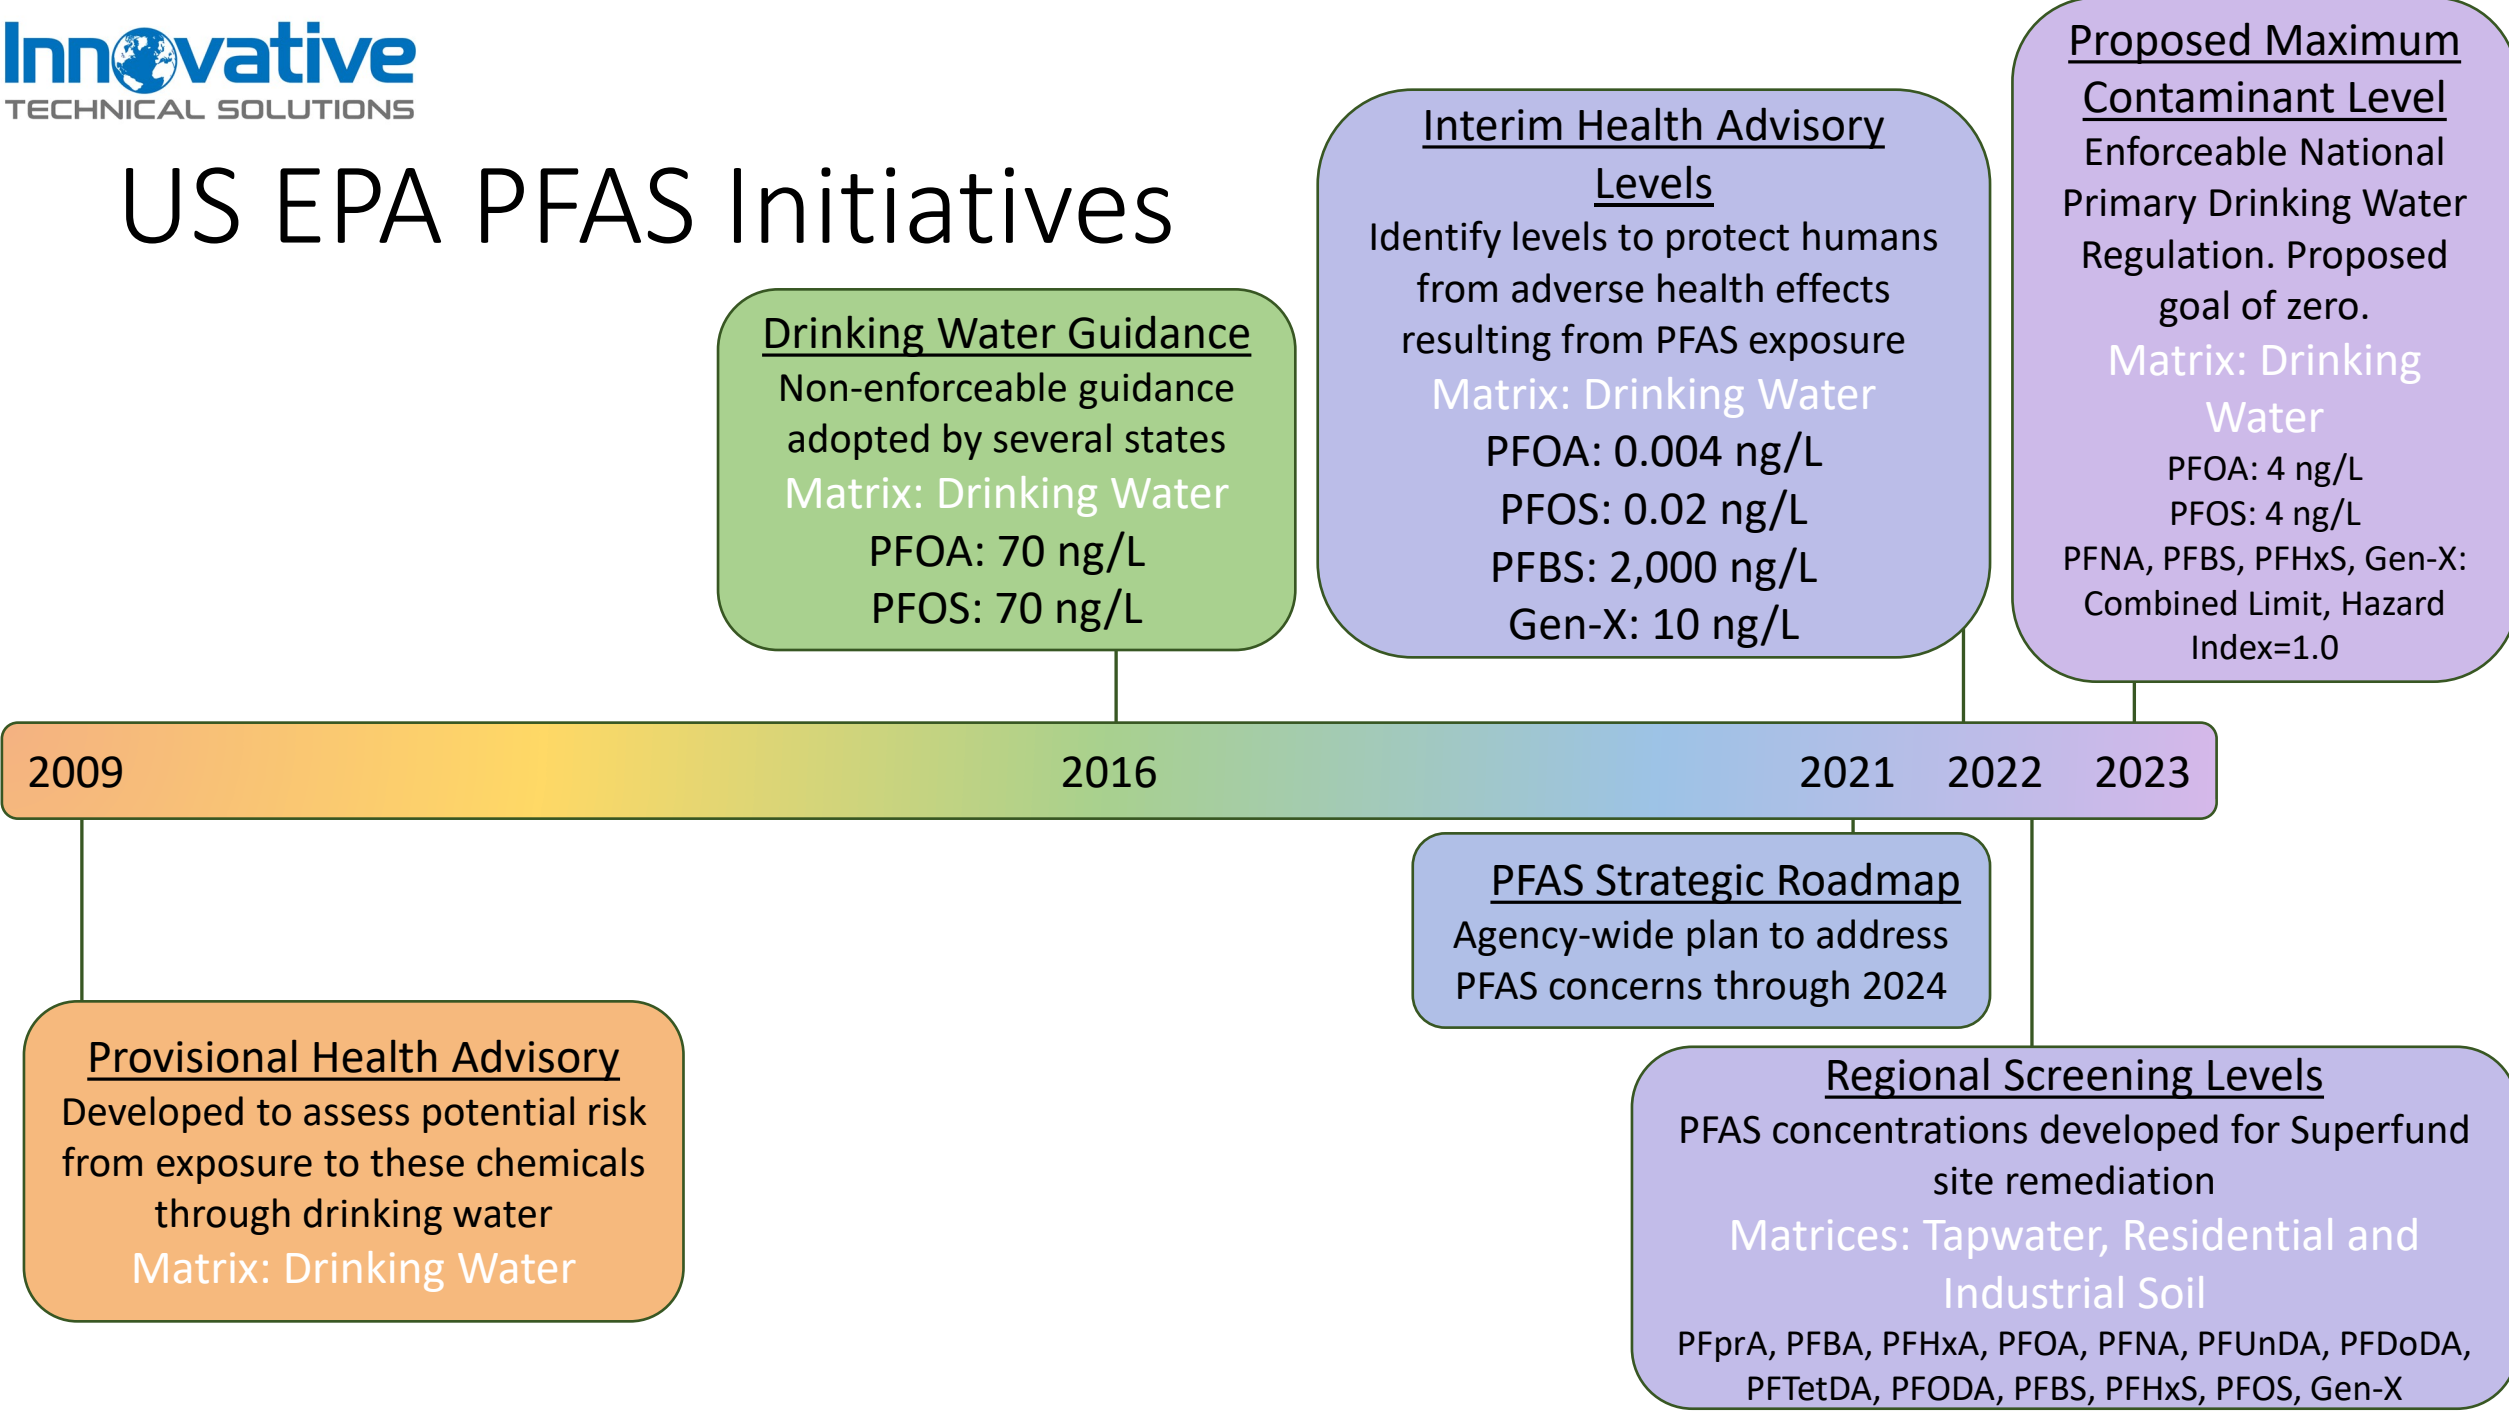 Innovative
TECHNICAL SOLUTIONS
US EPA PFAS Initiatives
Drinking Water Guidance
Non-enforceable guidance
adopted by several states
Matrix: Drinking Water
PFOA: 70 ng/L
PFOS: 70 ng/L
Interim Health Advisory
Levels
Identify levels to protect humans
from adverse health effects
resulting from PFAS exposure
Matrix: Drinking Water
PFOA: 0.004 ng/L
PFOS: 0.02 ng/L
PFBS: 2,000 ng/L
Gen-X: 10 ng/L
Proposed Maximum
Contaminant Level
Enforceable National
Primary Drinking Water
Regulation. Proposed
goal of zero.
Matrix: Drinking
Water
PFOA: 4 ng/L
PFOS: 4 ng/L
PFNA, PFBS, PFHxS, Gen-X:
Combined Limit, Hazard
Index=1.0
2009 2016 2021 2022 2023
Provisional Health Advisory
Developed to assess potential risk
from exposure to these chemicals
through drinking water
Matrix: Drinking Water
PFAS Strategic Roadmap
Agency-wide plan to address
PFAS concerns through 2024
Regional Screening Levels
PFAS concentrations developed for Superfund
site remediation
Matrices: Tapwater, Residential and
Industrial Soil
PFprA, PFBA, PFHxA, PFOA, PFNA, PFUnDA, PFDoDA,
PFTetDA, PFODA, PFBS, PFHxS, PFOS, Gen-X